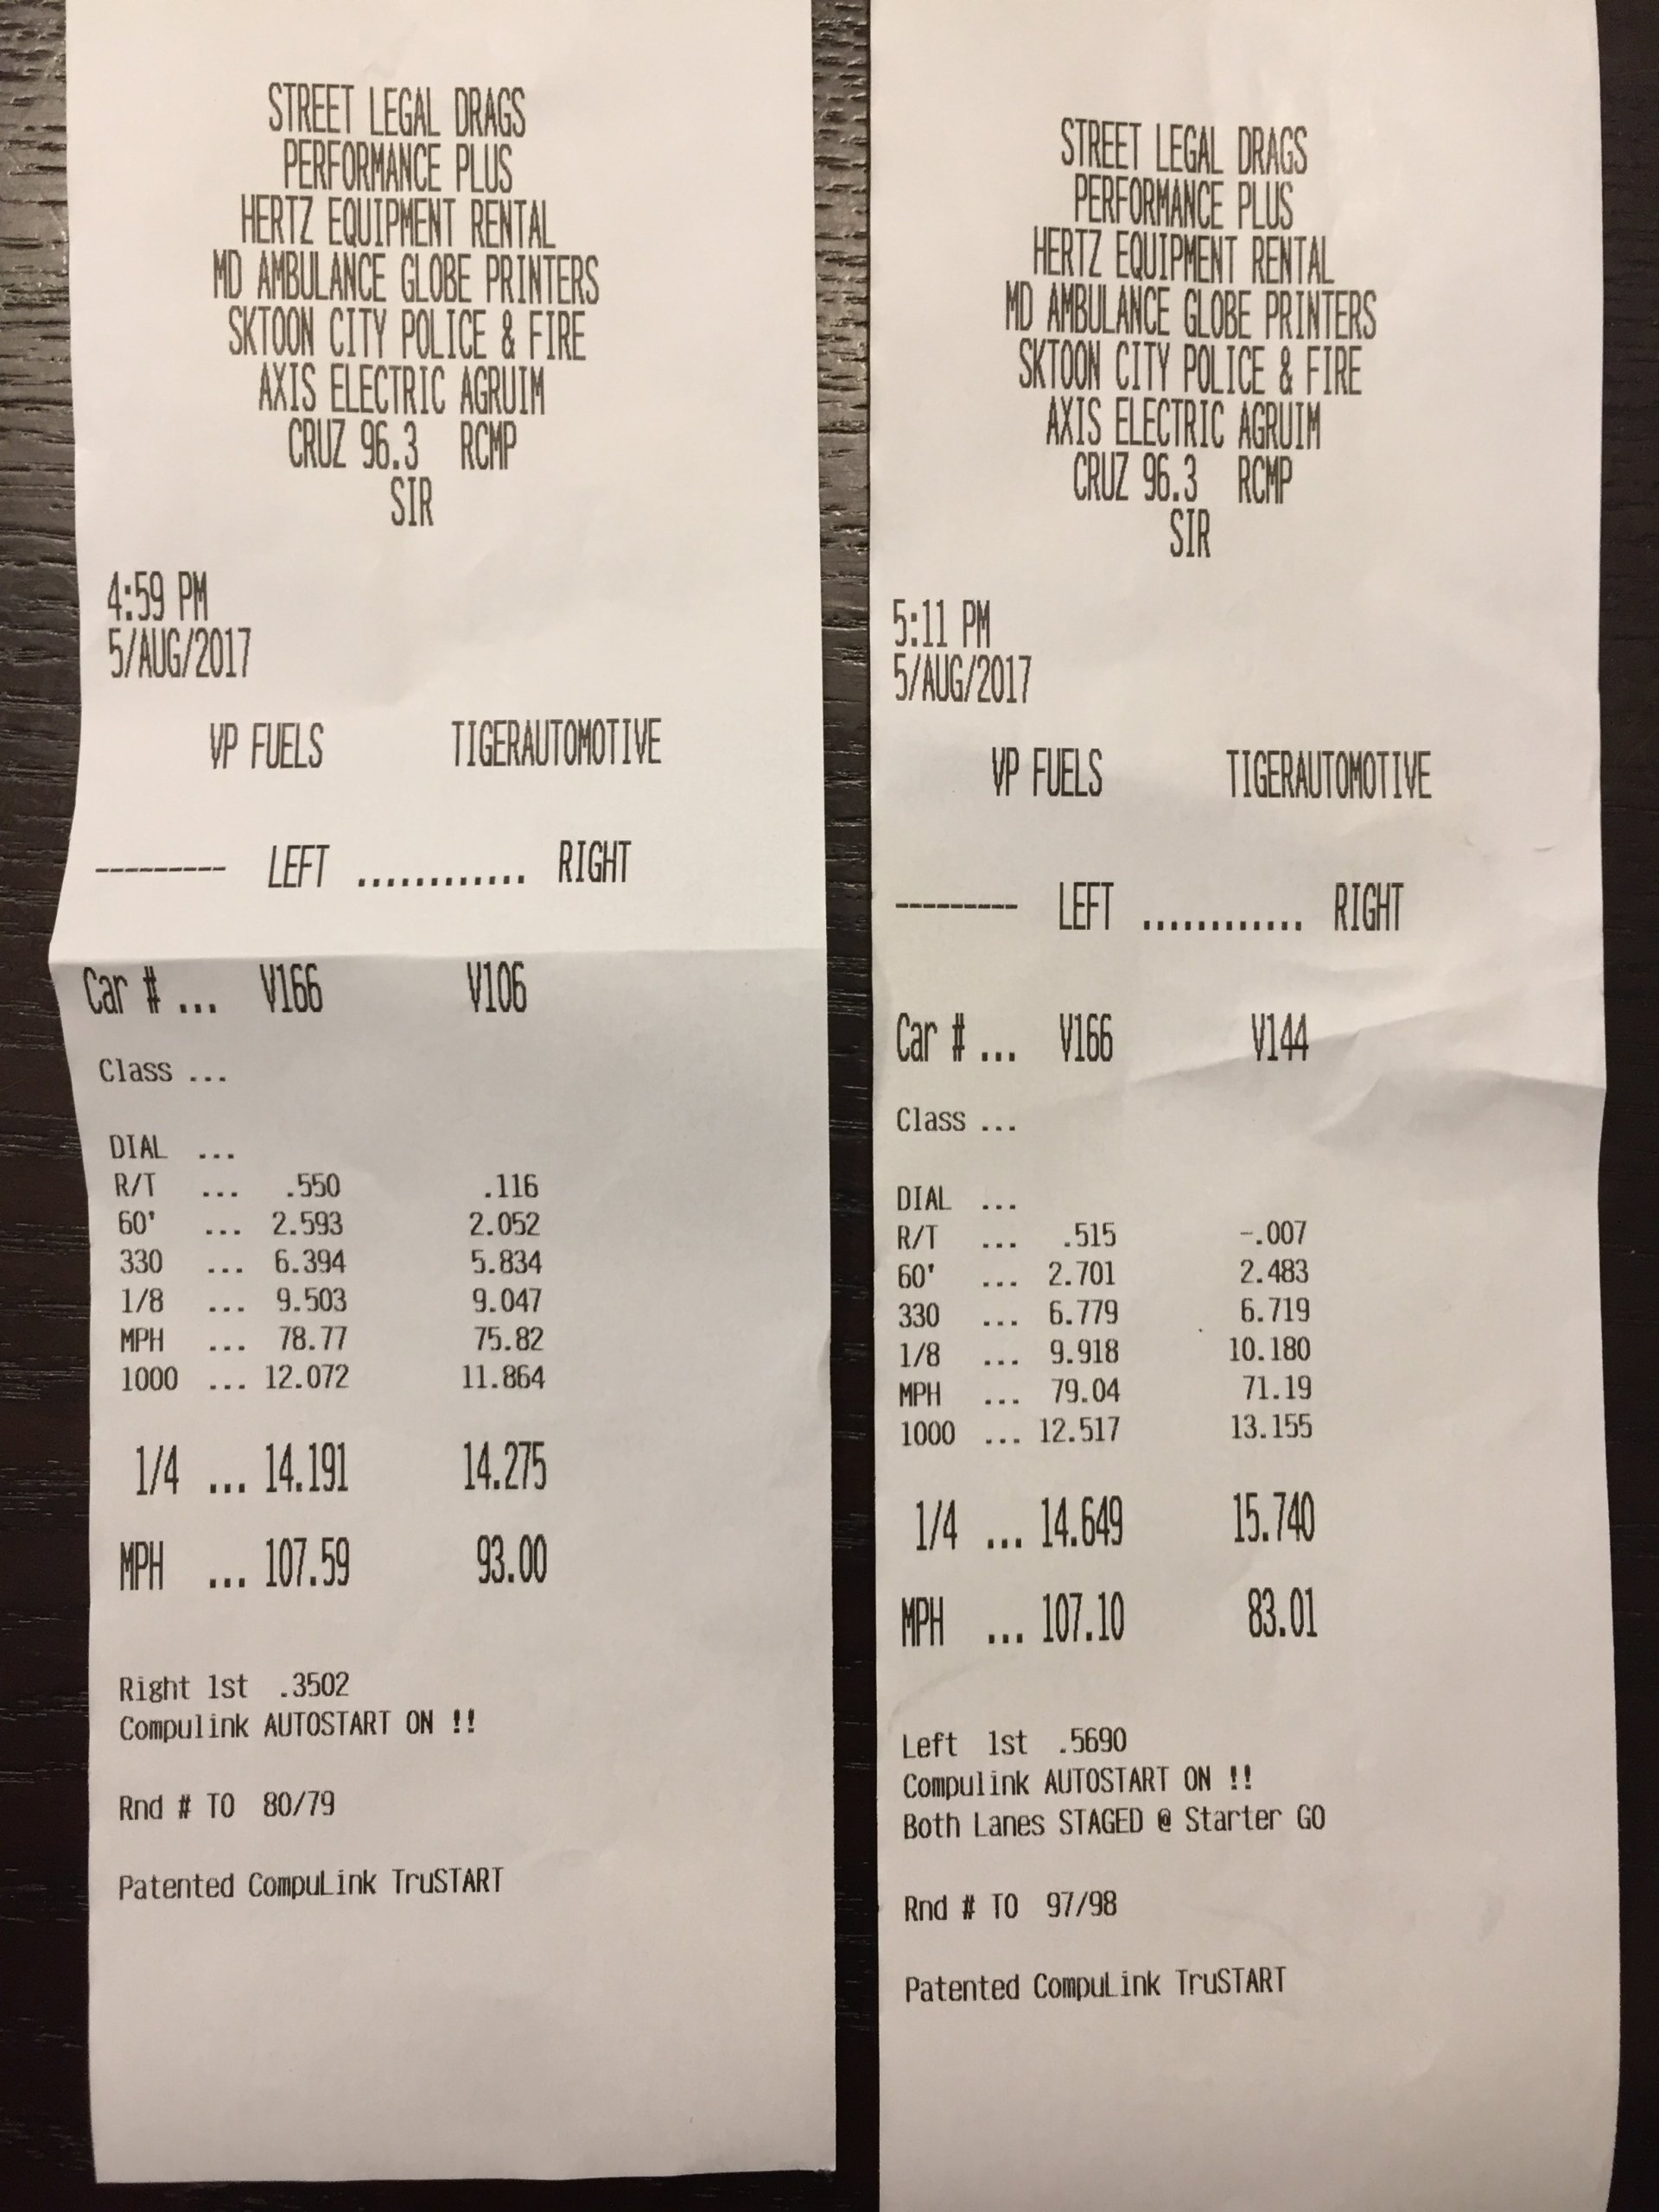 STREET LEGAL DRAGS
PERFORMANCE PLUS
HERTZ EQUIPMENT RENTAL
MD AMBULANCE GLOBE PRINTERS
SKTOON CITY POLICE & FIRE
AXIS ELECTRIC AGRUIM
CRUZ 96.3 RCMP
SIR
4:59 PM
5/AUG/2017
VP FUELS TIGERAUTOMOTIVE
--------- LEFT ............ RIGHT
Car # ... V166 V106
Class ...
DIAL ...
R/T ... .550 .116
60' ... 2.593 2.052
330 ... 6.394 5.834
1/8 ... 9.503 9.047
MPH ... 78.77 75.82
1000 ... 12.072 11.864
1/4 ... 14.191 14.275
MPH ... 107.59 93.00
Right 1st .3502
Compulink AUTOSTART ON !!
Rnd # TO 80/79
Patented CompuLink TruSTART
STREET LEGAL DRAGS
PERFORMANCE PLUS
HERTZ EQUIPMENT RENTAL
MD AMBULANCE GLOBE PRINTERS
SKTOON CITY POLICE & FIRE
AXIS ELECTRIC AGRUIM
CRUZ 96.3 RCMP
SIR
5:11 PM
5/AUG/2017
VP FUELS TIGERAUTOMOTIVE
--------- LEFT ............ RIGHT
Car # ... V166 V144
Class ...
DIAL ...
R/T ... .515 -.007
60' ... 2.701 2.483
330 ... 6.779 6.719
1/8 ... 9.918 10.180
MPH ... 79.04 71.19
1000 ... 12.517 13.155
1/4 ... 14.649 15.740
MPH ... 107.10 83.01
Left 1st .5690
Compulink AUTOSTART ON !!
Both Lanes STAGED @ Starter GO
Rnd # TO 97/98
Patented CompuLink TruSTART